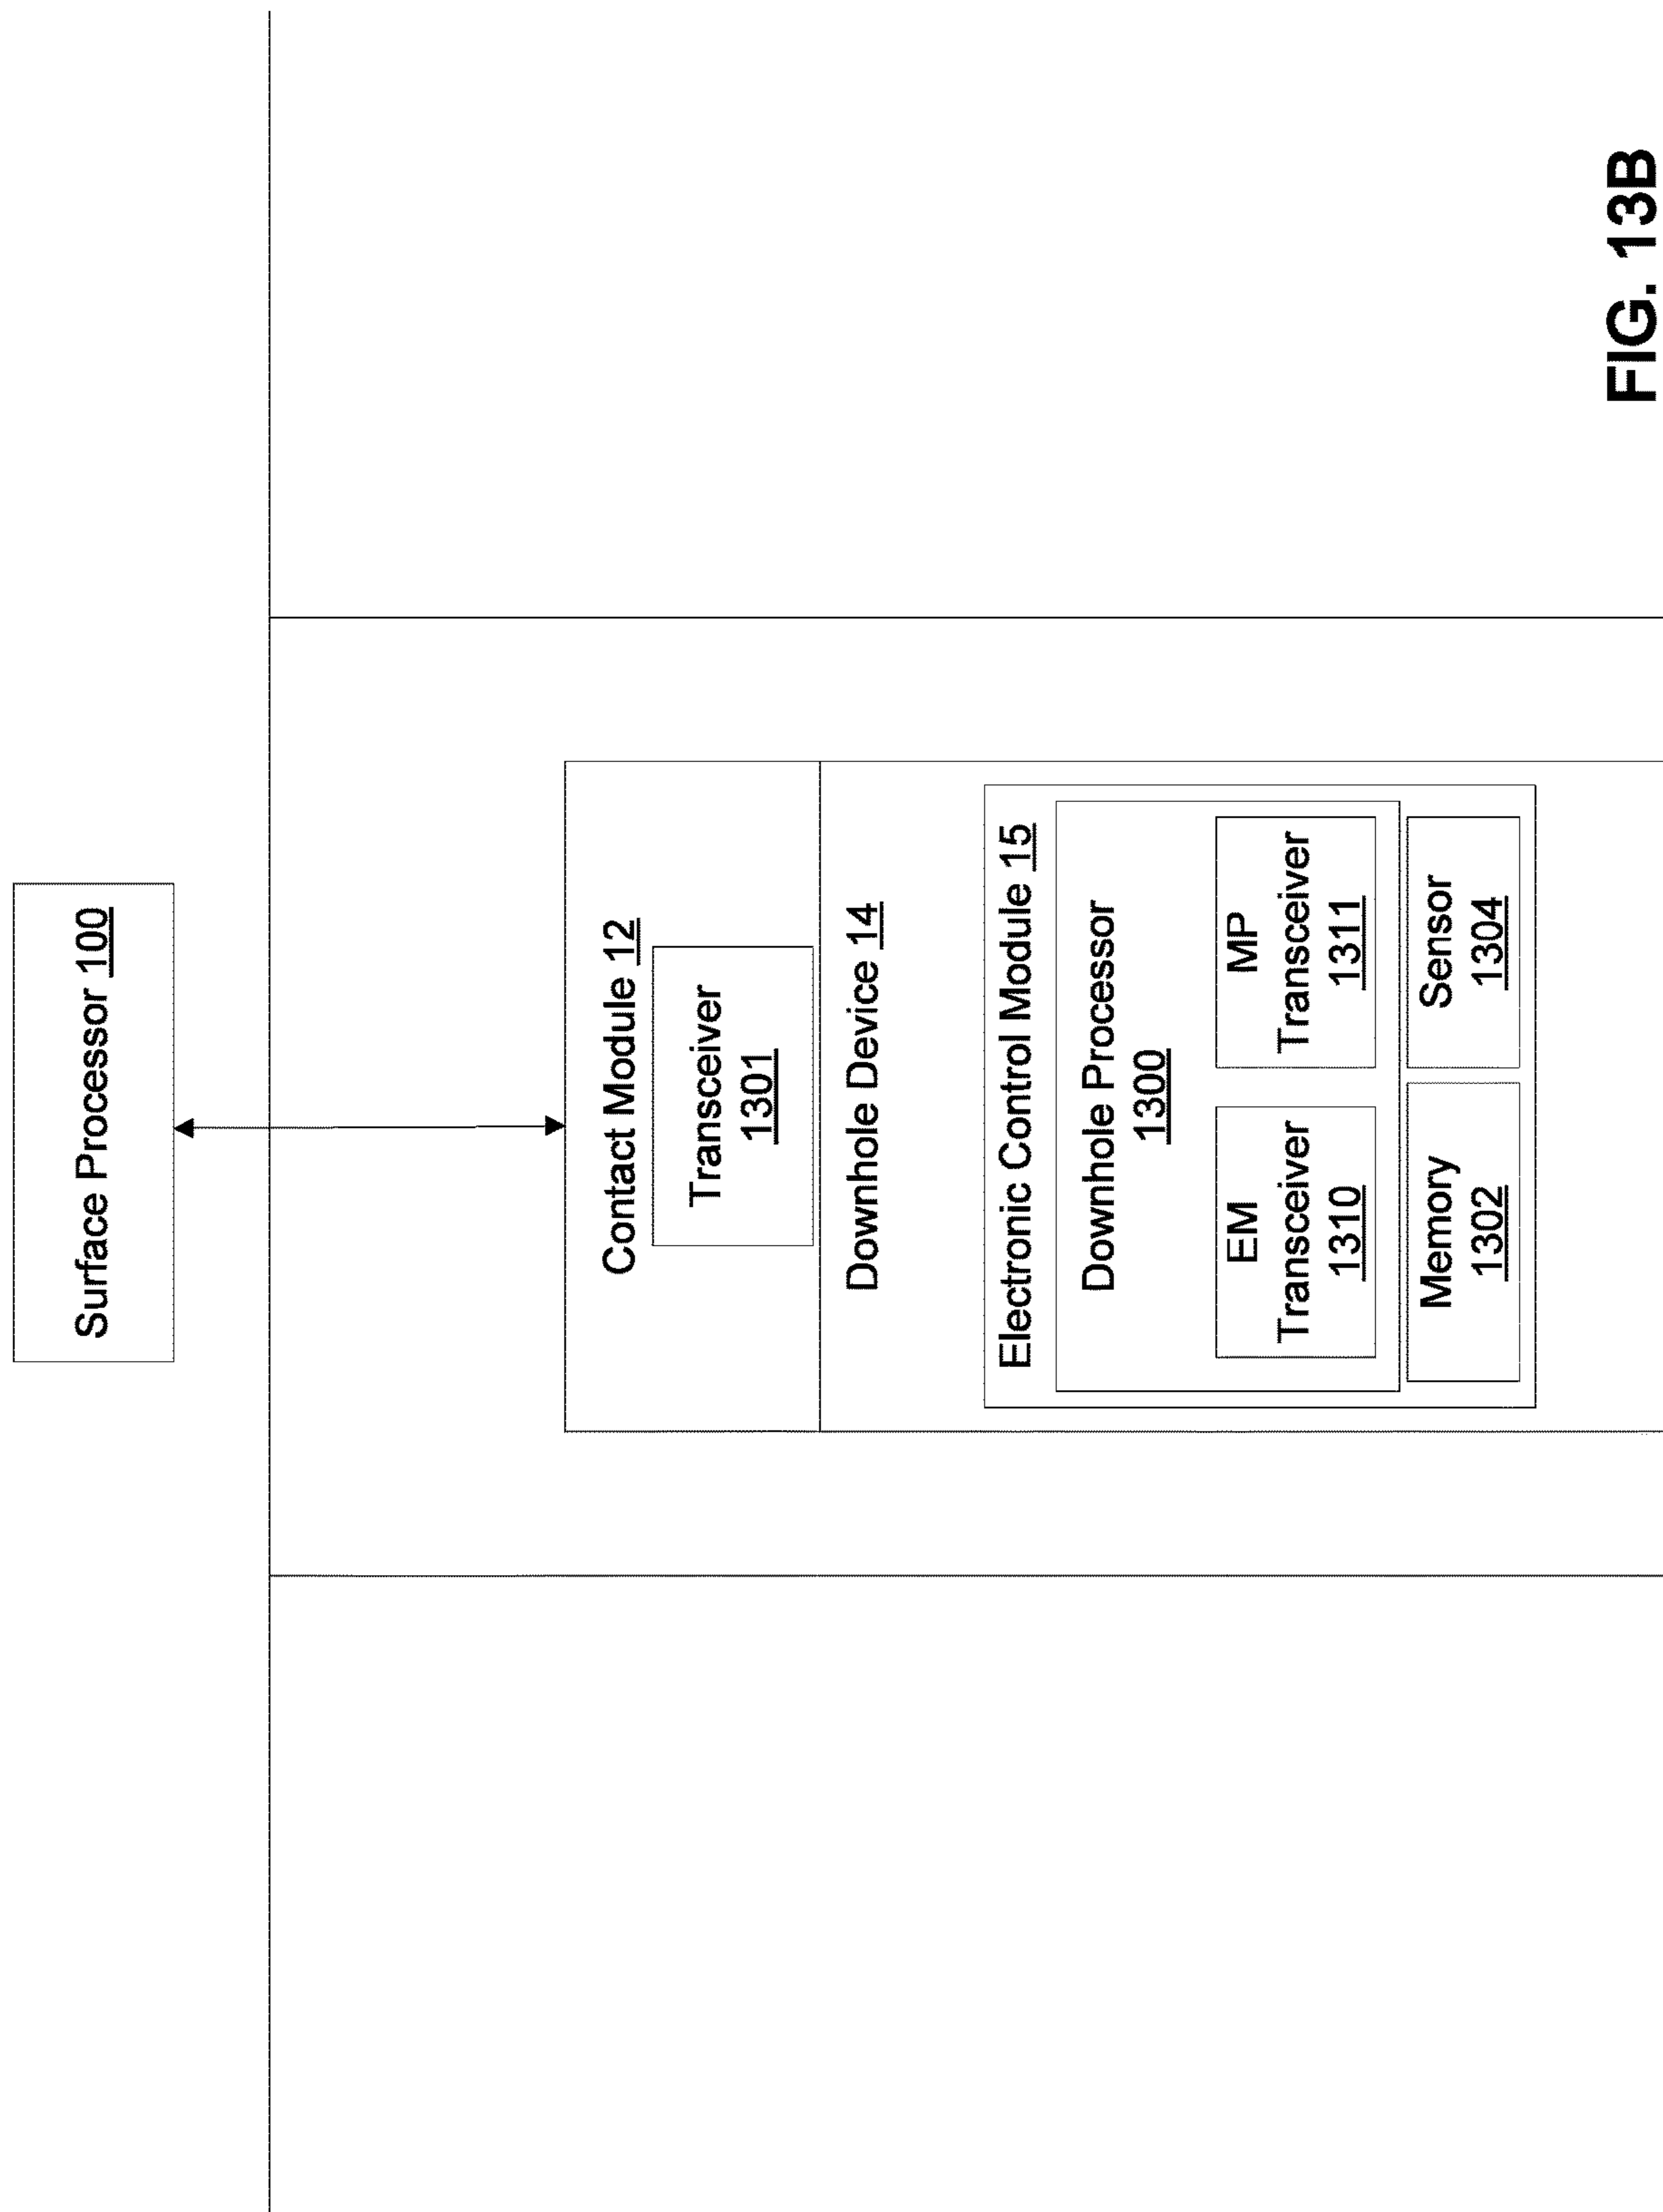 Surface Processor 100
Contact Module 12
Transceiver
1301
Downhole Device 14
Electronic Control Module 15
Downhole Processor
1300
EM
Transceiver
1310
MP
Transceiver
1311
Memory
1302
Sensor
1304
FIG. 13B